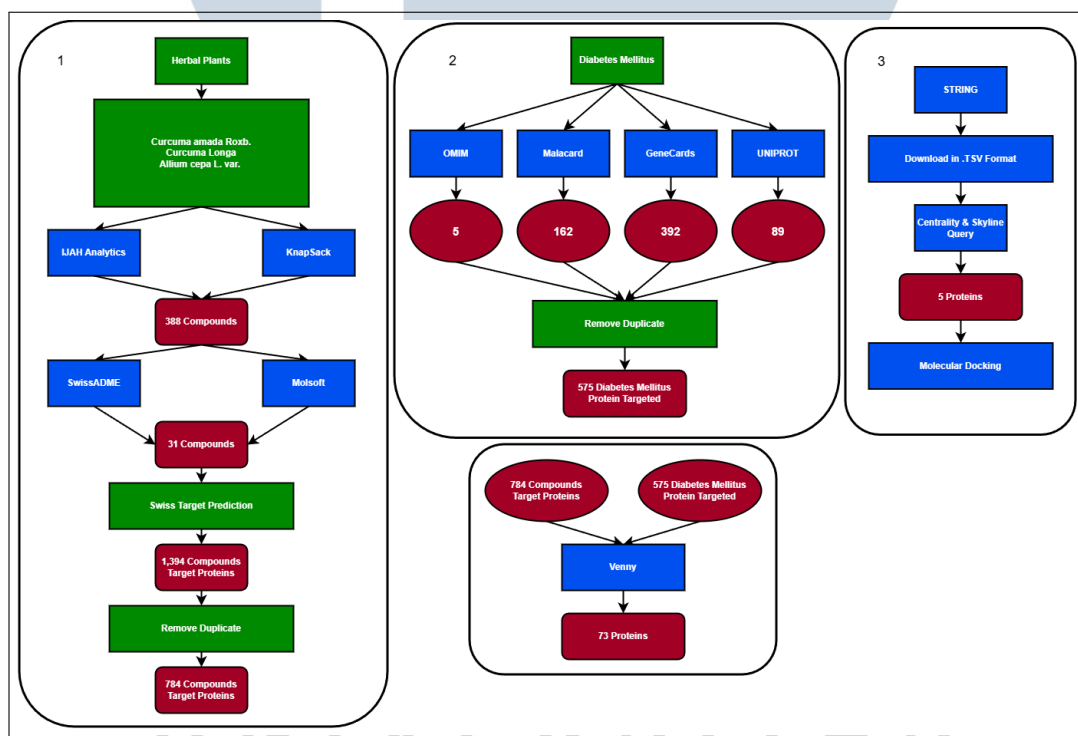 1
Herbal Plants
Curcuma amada Roxb.
Curcuma Longa
Allium cepa L. var.
IJAH Analytics
KnapSack
388 Compounds
SwissADME
Molsoft
31 Compounds
Swiss Target Prediction
1,394 Compounds
Target Proteins
Remove Duplicate
784 Compounds
Target Proteins
2
Diabetes Mellitus
OMIM
Malacard
GeneCards
UNIPROT
5
162
392
89
Remove Duplicate
575 Diabetes Mellitus
Protein Targeted
784 Compounds
Target Proteins
575 Diabetes Mellitus
Protein Targeted
Venny
73 Proteins
3
STRING
Download in .TSV Format
Centrality & Skyline
Query
5 Proteins
Molecular Docking